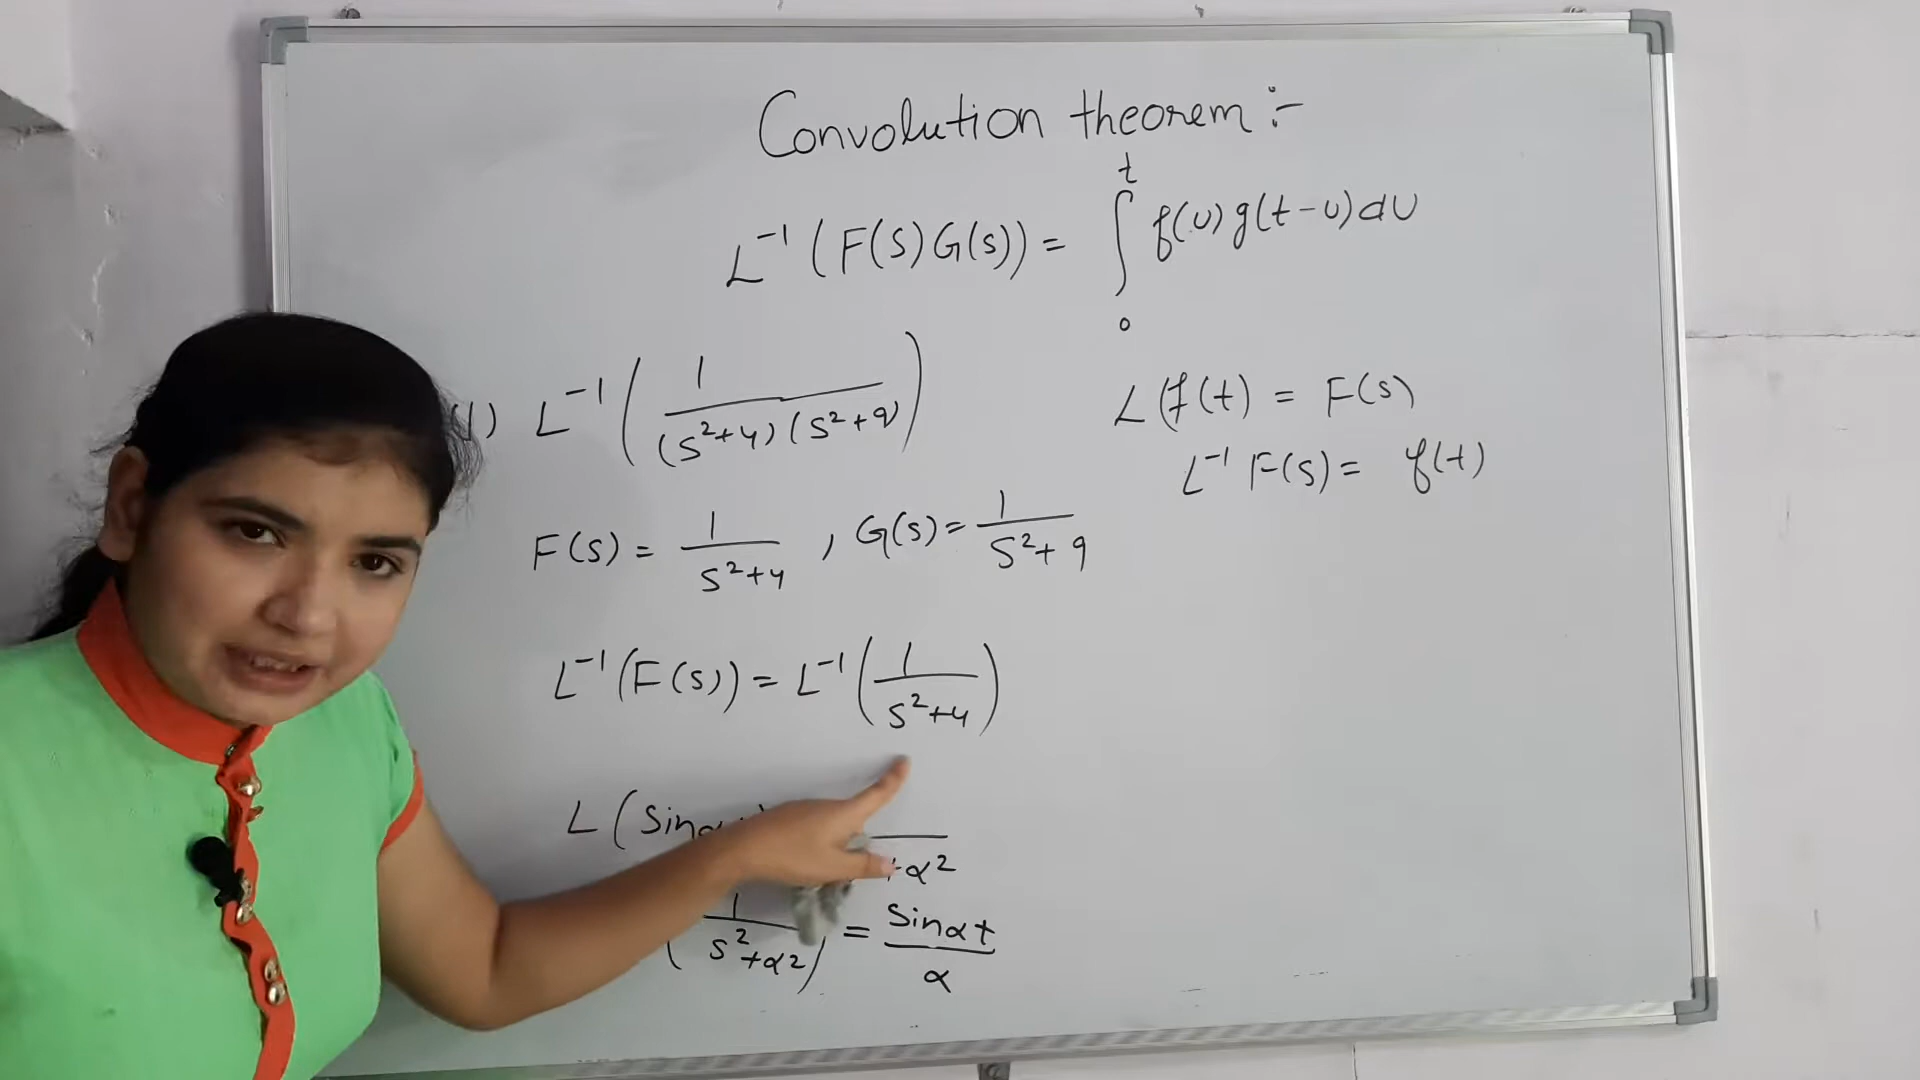 Convolution theorem :-
L⁻¹ (F(S) G(s)) = ∫₀ᵗ f(u) g(t-u) du
(1) L⁻¹ ( 1 / (S²+4) (S²+9) )
L (f(t) = F(s)
L⁻¹ F(s) = f(t)
F(s) = 1 / S²+4 , G(s) = 1 / S²+9
L⁻¹ (F(s)) = L⁻¹ ( 1 / S²+4 )
L (Sin +α²
( 1 / S²+α² ) = Sinαt / α